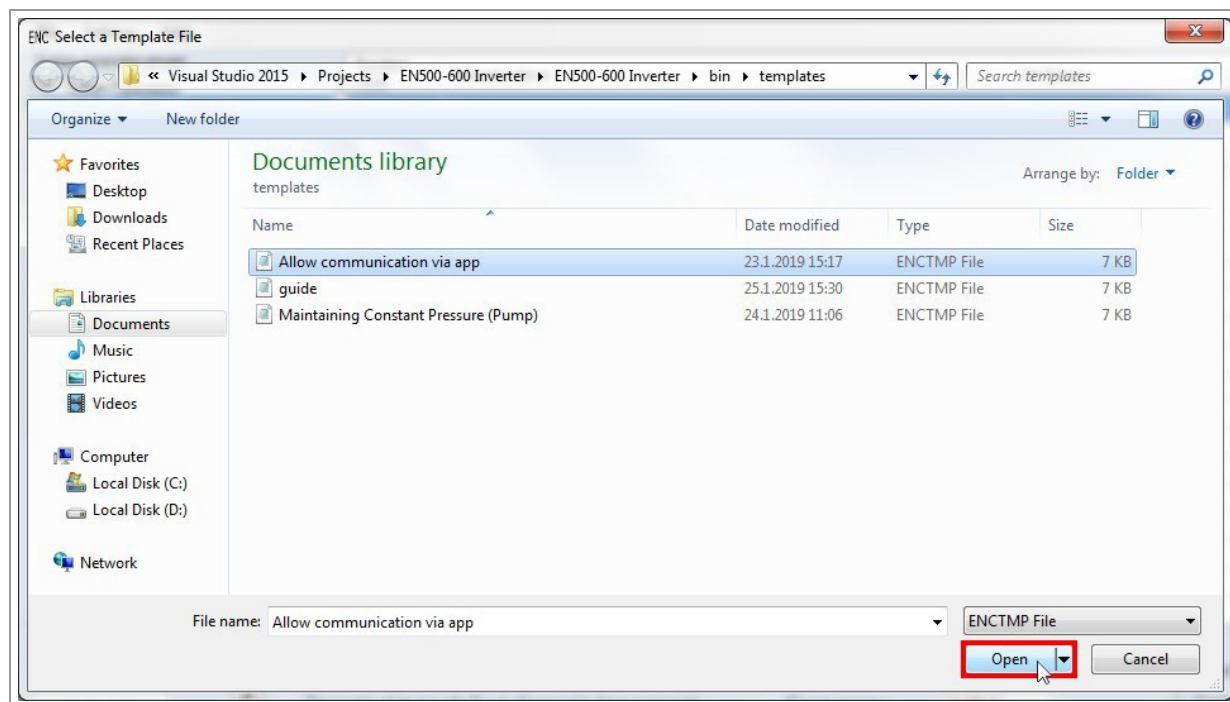 ENC Select a Template File
« Visual Studio 2015 ▸ Projects ▸ EN500-600 Inverter ▸ EN500-600 Inverter ▸ bin ▸ templates
Search templates
Organize New folder
Favorites
Desktop
Downloads
Recent Places
Libraries
Documents
Music
Pictures
Videos
Computer
Local Disk (C:)
Local Disk (D:)
Network
Documents library
templates
Arrange by: Folder
Name Date modified Type Size
Allow communication via app 23.1.2019 15:17 ENCTMP File 7 KB
guide 25.1.2019 15:30 ENCTMP File 7 KB
Maintaining Constant Pressure (Pump) 24.1.2019 11:06 ENCTMP File 7 KB
File name: Allow communication via app ENCTMP File
Open Cancel